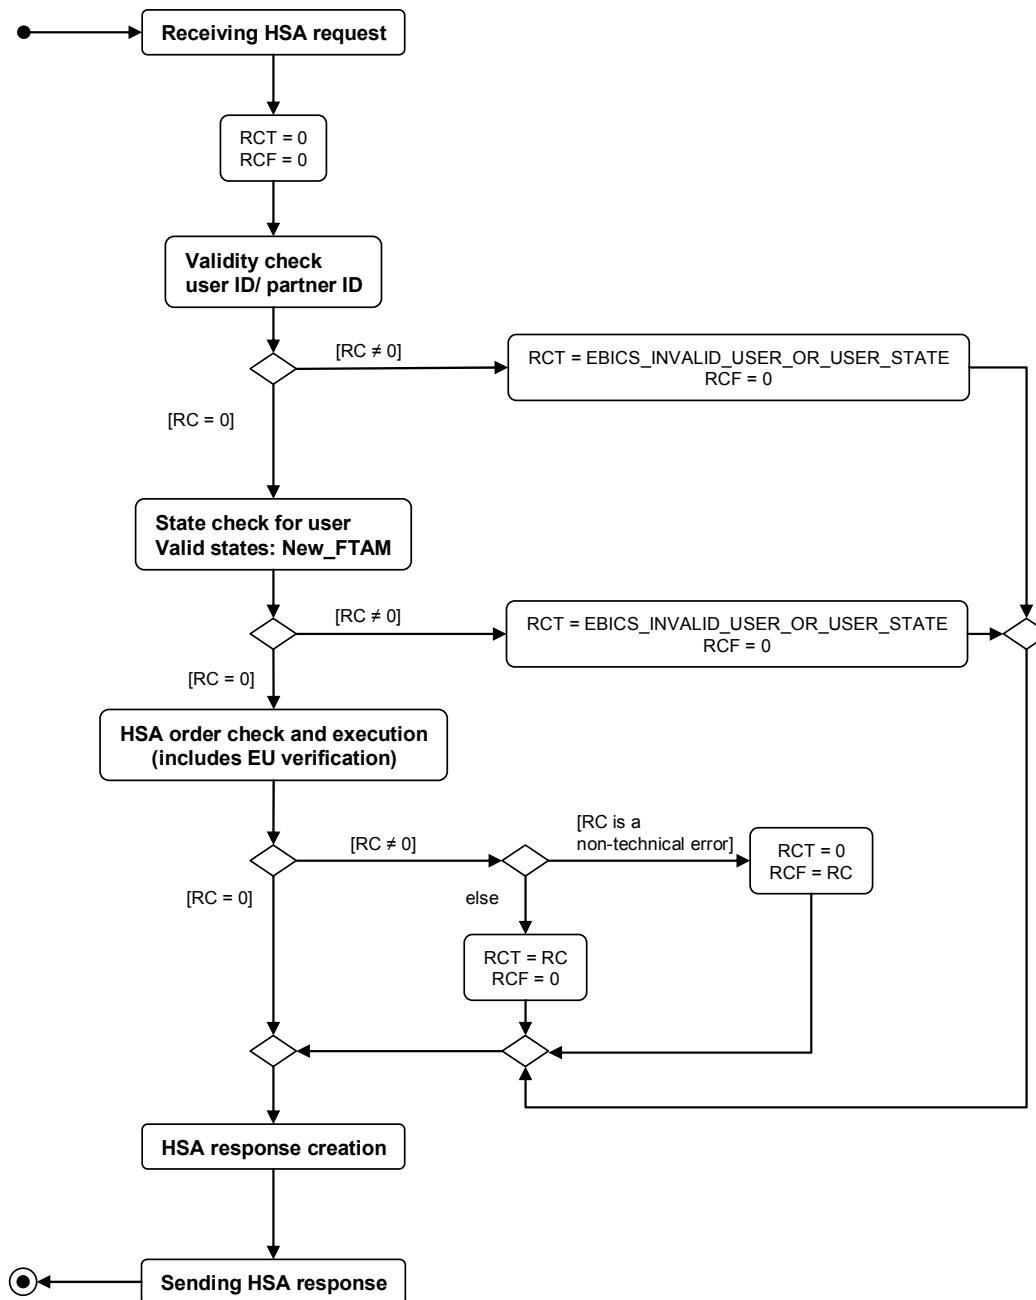 Receiving HSA request
RCT = 0
RCF = 0
Validity check
user ID/ partner ID
[RC ≠ 0]
RCT = EBICS_INVALID_USER_OR_USER_STATE
RCF = 0
[RC = 0]
State check for user
Valid states: New_FTAM
[RC ≠ 0]
RCT = EBICS_INVALID_USER_OR_USER_STATE
RCF = 0
[RC = 0]
HSA order check and execution
(includes EU verification)
[RC ≠ 0]
[RC is a
non-technical error]
RCT = 0
RCF = RC
[RC = 0]
else
RCT = RC
RCF = 0
HSA response creation
Sending HSA response